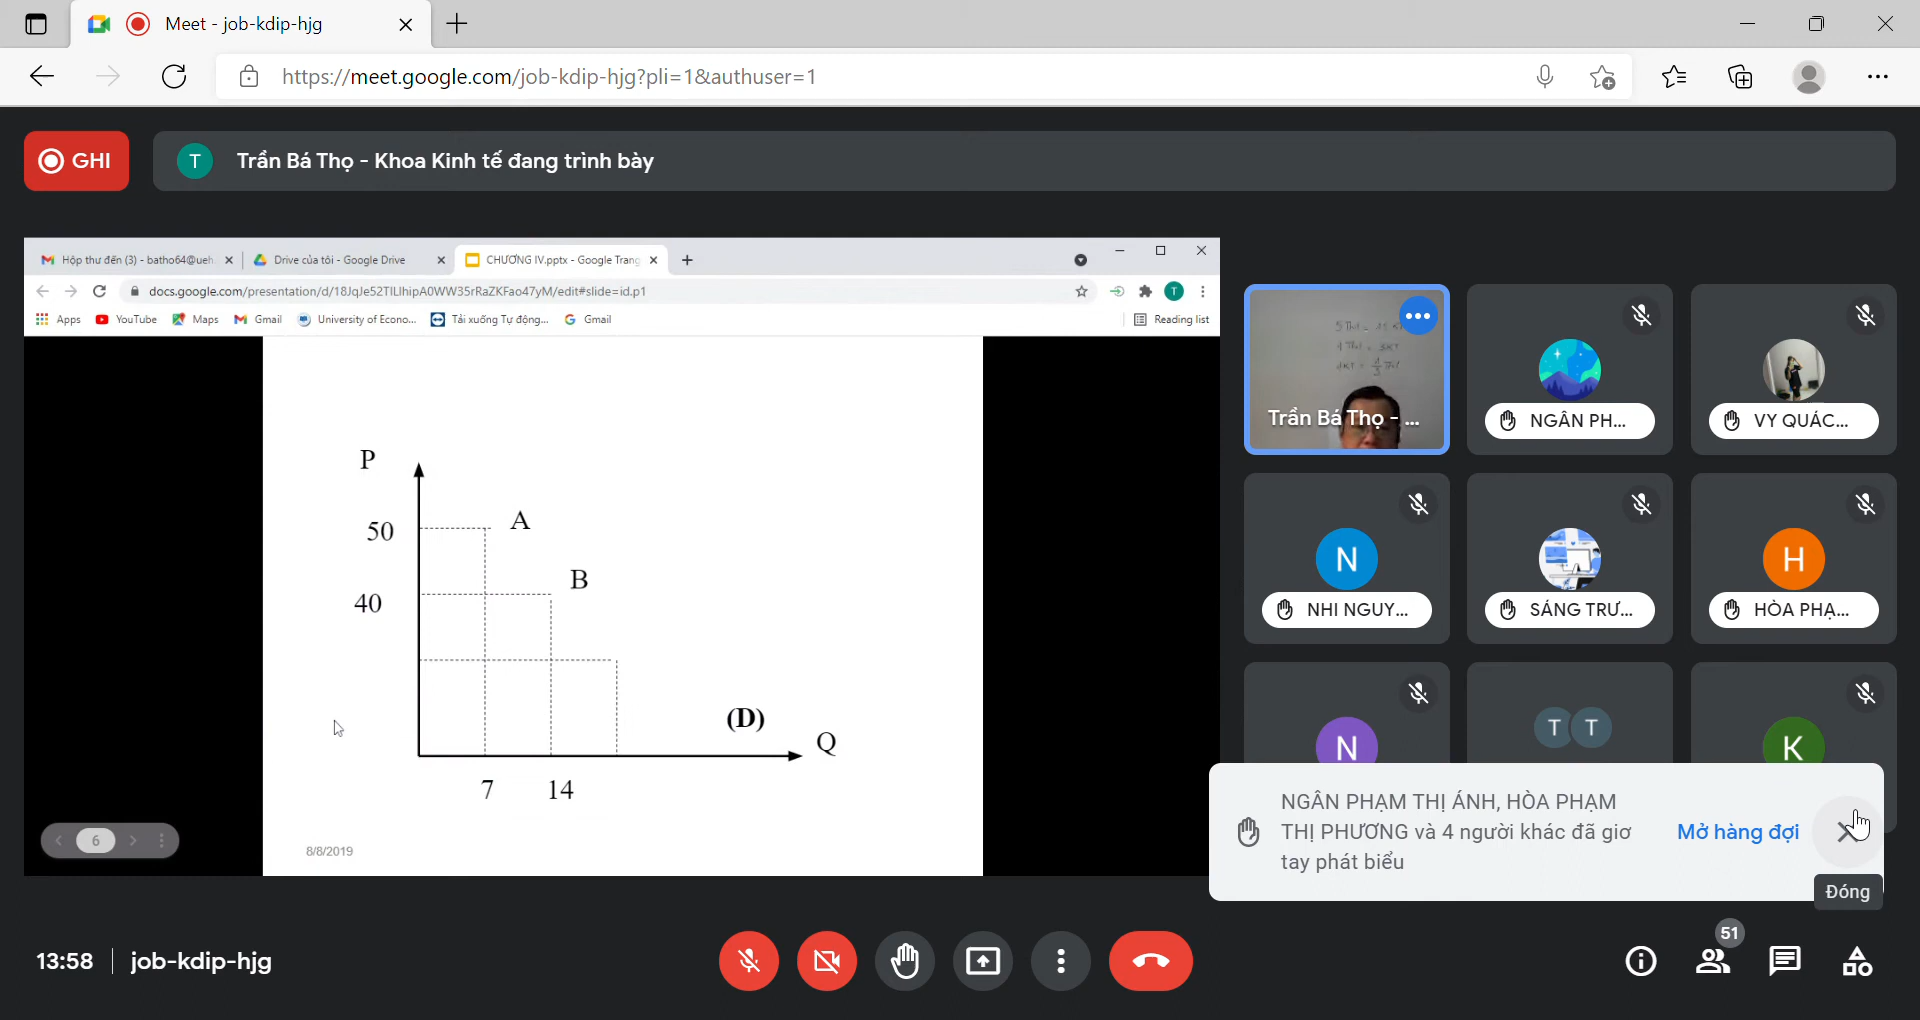 Meet - job-kdip-hjg
https://meet.google.com/job-kdip-hjg?pli=1&authuser=1
GHI
T
Trần Bá Thọ - Khoa Kinh tế đang trình bày
Hộp thư đến (3) - batho64@ueh
Drive của tôi - Google Drive
CHƯƠNG IV.pptx - Google Trang
docs.google.com/presentation/d/18JqJe52TlLIhipA0WW35rRaZKFao47yM/edit#slide=id.p1
T
Apps
YouTube
Maps
Gmail
University of Econo...
Tải xuống Tự động...
Gmail
Reading list
P
50
A
40
B
(D)
Q
7
14
6
8/8/2019
Trần Bá Thọ - ...
NGÂN PH...
VY QUÁC...
N
NHI NGUY...
SÁNG TRƯ...
H
HÒA PHẠ...
N
T T
K
NGÂN PHẠM THỊ ÁNH, HÒA PHẠM
THỊ PHƯƠNG và 4 người khác đã giơ
tay phát biểu
Mở hàng đợi
Đóng
13:58
job-kdip-hjg
51